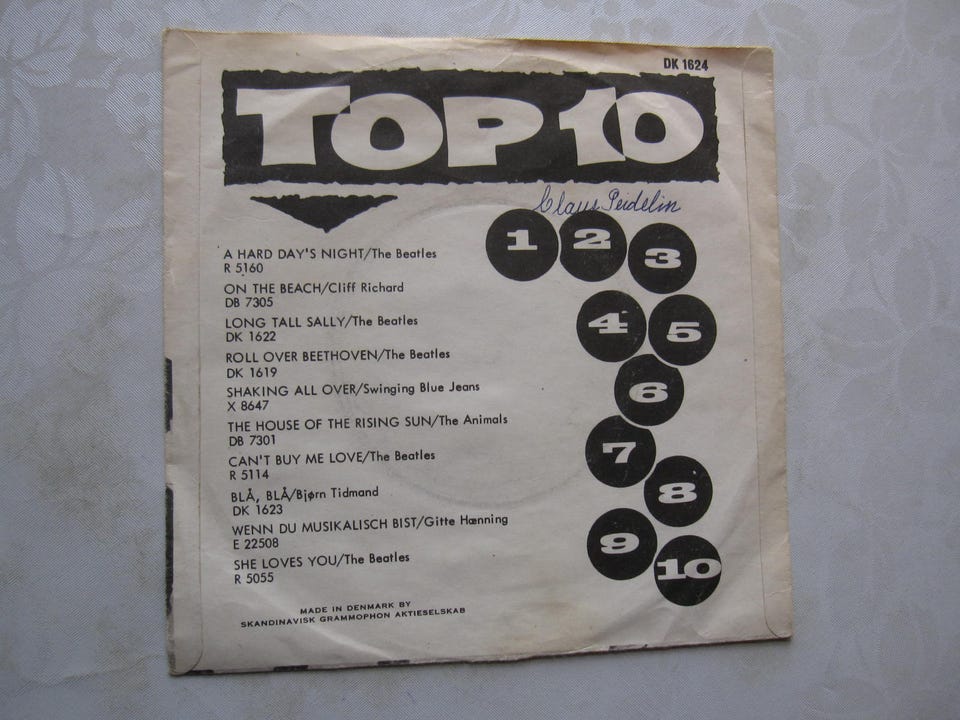 DK 1624
TOP 10
Claus Peidelin
1 2 3
A HARD DAY'S NIGHT/The Beatles
R 5160
ON THE BEACH/Cliff Richard
DB 7305
4 5
LONG TALL SALLY/The Beatles
DK 1622
ROLL OVER BEETHOVEN/The Beatles
DK 1619
6
SHAKING ALL OVER/Swinging Blue Jeans
X 8647
THE HOUSE OF THE RISING SUN/The Animals
DB 7301
7
CAN'T BUY ME LOVE/The Beatles
R 5114
8
BLÅ, BLÅ/Bjørn Tidmand
DK 1623
WENN DU MUSIKALISCH BIST/Gitte Hænning
E 22508
9
SHE LOVES YOU/The Beatles
R 5055
10
MADE IN DENMARK BY
SKANDINAVISK GRAMMOPHON AKTIESELSKAB